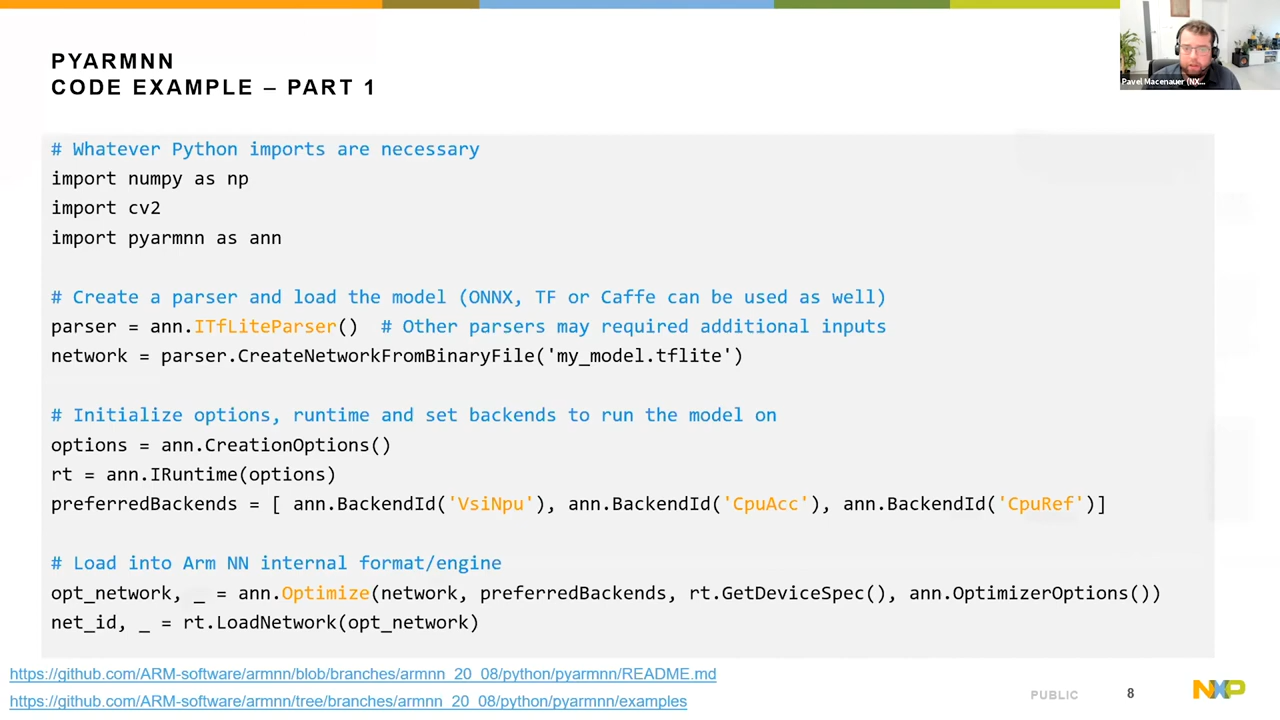 PYARMNN
CODE EXAMPLE – PART 1
Pavel Macenauer (NX...
# Whatever Python imports are necessary
import numpy as np
import cv2
import pyarmnn as ann
# Create a parser and load the model (ONNX, TF or Caffe can be used as well)
parser = ann.ITfLiteParser()  # Other parsers may required additional inputs
network = parser.CreateNetworkFromBinaryFile('my_model.tflite')
# Initialize options, runtime and set backends to run the model on
options = ann.CreationOptions()
rt = ann.IRuntime(options)
preferredBackends = [ ann.BackendId('VsiNpu'), ann.BackendId('CpuAcc'), ann.BackendId('CpuRef')]
# Load into Arm NN internal format/engine
opt_network, _ = ann.Optimize(network, preferredBackends, rt.GetDeviceSpec(), ann.OptimizerOptions())
net_id, _ = rt.LoadNetwork(opt_network)
https://github.com/ARM-software/armnn/blob/branches/armnn_20_08/python/pyarmnn/README.md
https://github.com/ARM-software/armnn/tree/branches/armnn_20_08/python/pyarmnn/examples
PUBLIC 8 NXP